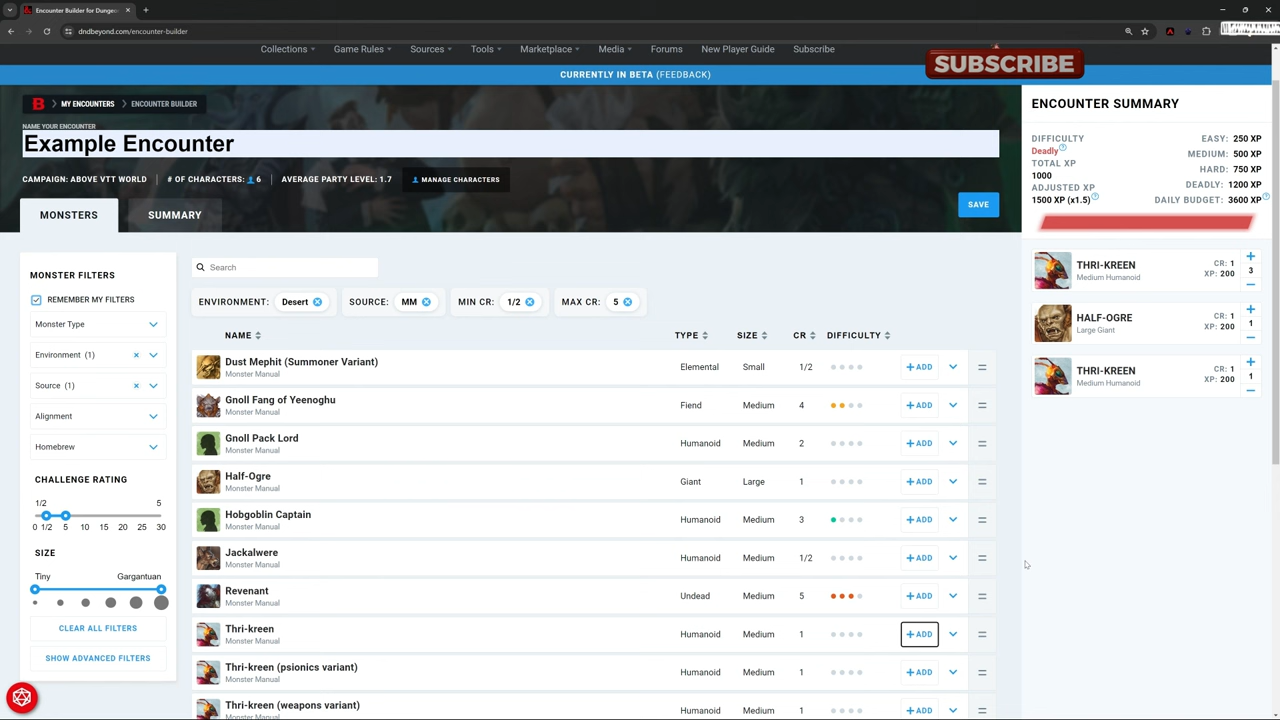 Encounter Builder for Dungeo
dndbeyond.com/encounter-builder
Collections
Game Rules
Sources
Tools
Marketplace
Media
Forums
New Player Guide
Subscribe
SUBSCRIBE
CURRENTLY IN BETA (FEEDBACK)
MY ENCOUNTERS
ENCOUNTER BUILDER
NAME YOUR ENCOUNTER
Example Encounter
CAMPAIGN: ABOVE VTT WORLD
# OF CHARACTERS: 6
AVERAGE PARTY LEVEL: 1.7
MANAGE CHARACTERS
MONSTERS
SUMMARY
SAVE
MONSTER FILTERS
REMEMBER MY FILTERS
Monster Type
Environment (1)
Source (1)
Alignment
Homebrew
CHALLENGE RATING
1/2 5
0 1/2 5 10 15 20 25 30
SIZE
Tiny Gargantuan
CLEAR ALL FILTERS
SHOW ADVANCED FILTERS
Search
ENVIRONMENT: Desert
SOURCE: MM
MIN CR: 1/2
MAX CR: 5
NAME TYPE SIZE CR DIFFICULTY
Dust Mephit (Summoner Variant)
Monster Manual
Elemental Small 1/2 + ADD
Gnoll Fang of Yeenoghu
Monster Manual
Fiend Medium 4 + ADD
Gnoll Pack Lord
Monster Manual
Humanoid Medium 2 + ADD
Half-Ogre
Monster Manual
Giant Large 1 + ADD
Hobgoblin Captain
Monster Manual
Humanoid Medium 3 + ADD
Jackalwere
Monster Manual
Humanoid Medium 1/2 + ADD
Revenant
Monster Manual
Undead Medium 5 + ADD
Thri-kreen
Monster Manual
Humanoid Medium 1 + ADD
Thri-kreen (psionics variant)
Monster Manual
Humanoid Medium 1 + ADD
Thri-kreen (weapons variant)
Monster Manual
Humanoid Medium 1 + ADD
ENCOUNTER SUMMARY
DIFFICULTY
Deadly
TOTAL XP
1000
ADJUSTED XP
1500 XP (x1.5)
EASY: 250 XP
MEDIUM: 500 XP
HARD: 750 XP
DEADLY: 1200 XP
DAILY BUDGET: 3600 XP
THRI-KREEN
Medium Humanoid
CR: 1
XP: 200
3
HALF-OGRE
Large Giant
CR: 1
XP: 200
1
THRI-KREEN
Medium Humanoid
CR: 1
XP: 200
1